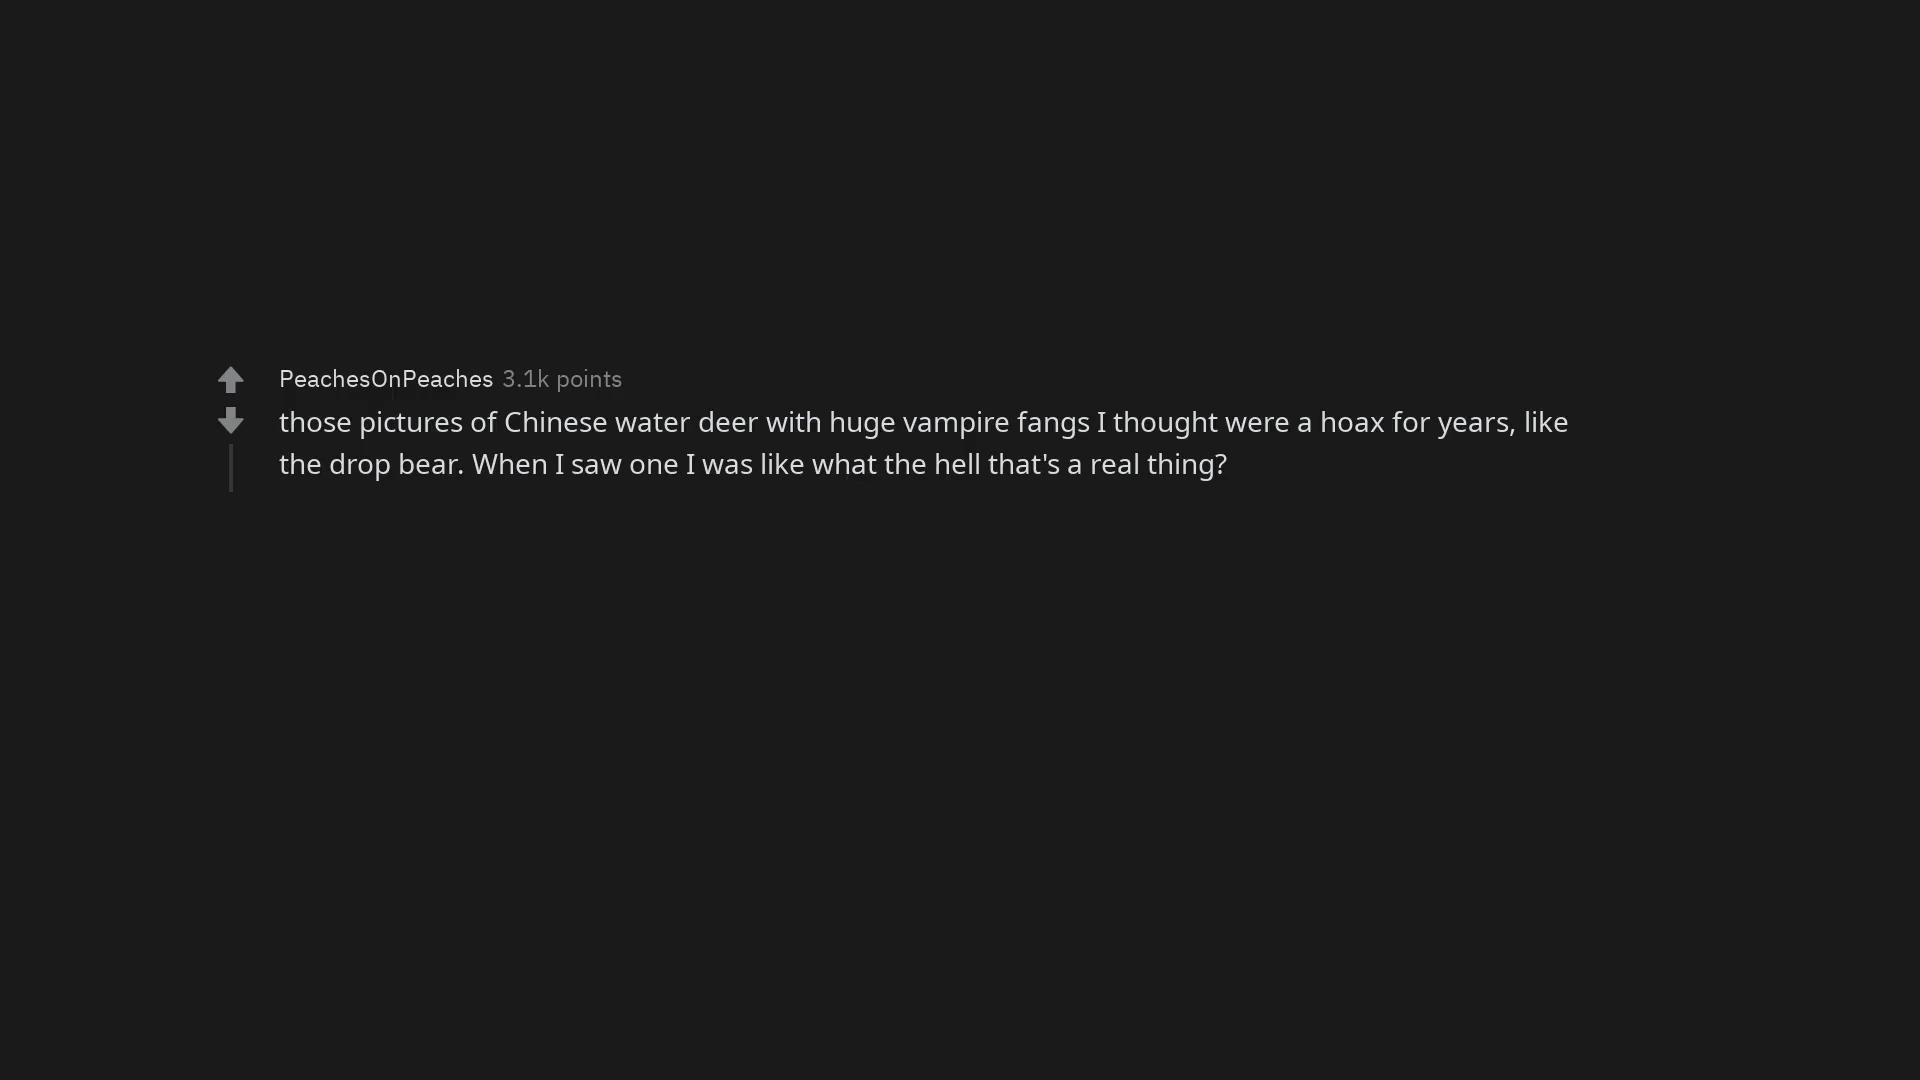 PeachesOnPeaches 3.1k points
those pictures of Chinese water deer with huge vampire fangs I thought were a hoax for years, like
the drop bear. When I saw one I was like what the hell that's a real thing?